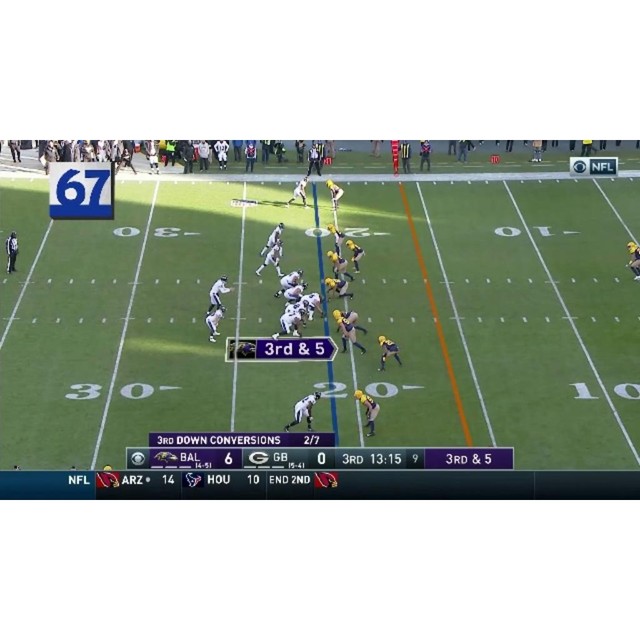 67
NFL
30 20 10
3rd & 5
30 20 10
3RD DOWN CONVERSIONS 2/7
BAL (4-5) 6 G GB (5-4) 0 3RD 13:15 9 3RD & 5
NFL ARZ 14 HOU 10 END 2ND